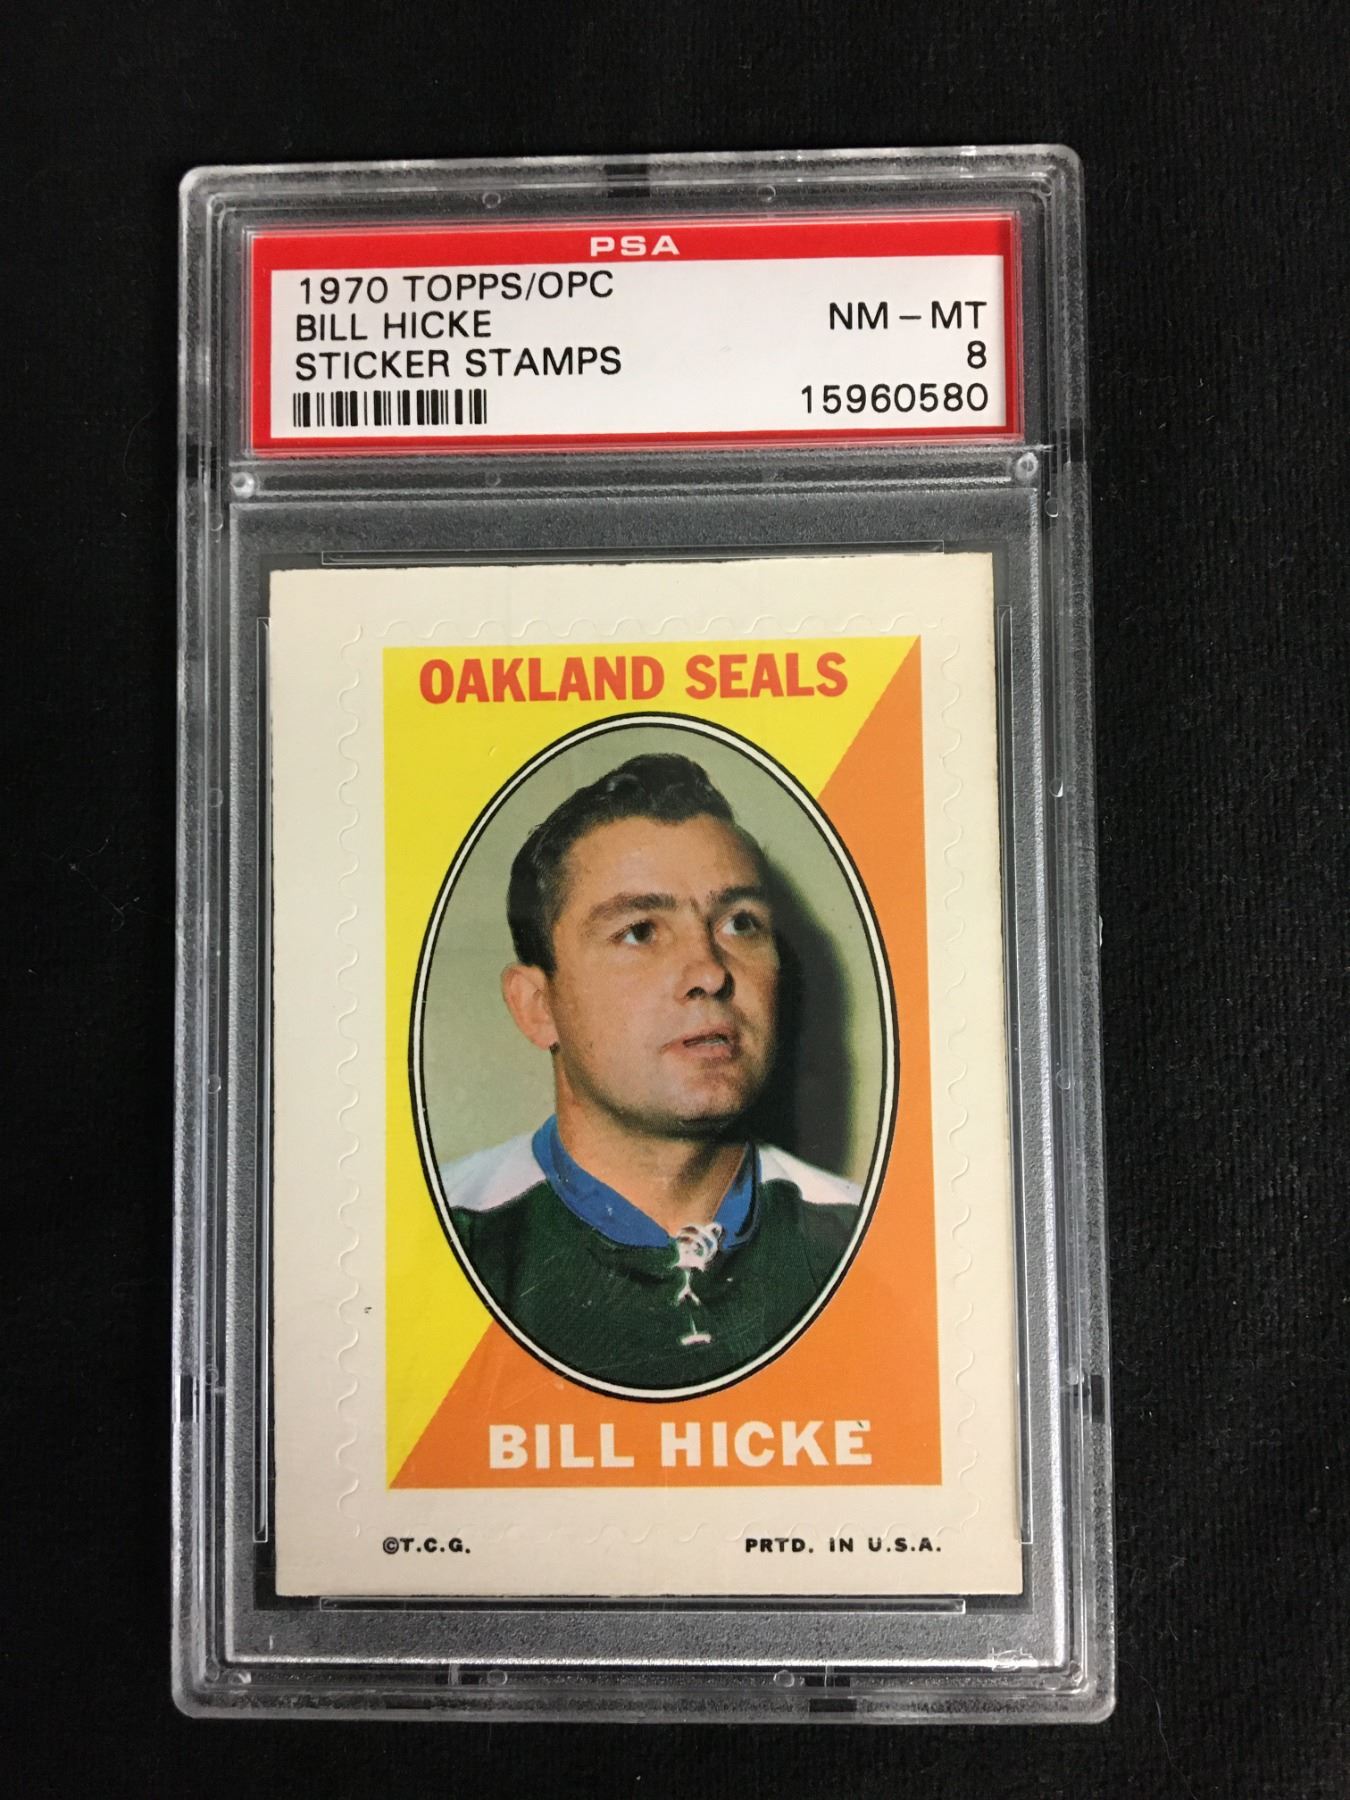 PSA
1970 TOPPS/OPC
BILL HICKE NM-MT
STICKER STAMPS 8
15960580
OAKLAND SEALS
BILL HICKE
©T.C.G. PRTD. IN U.S.A.